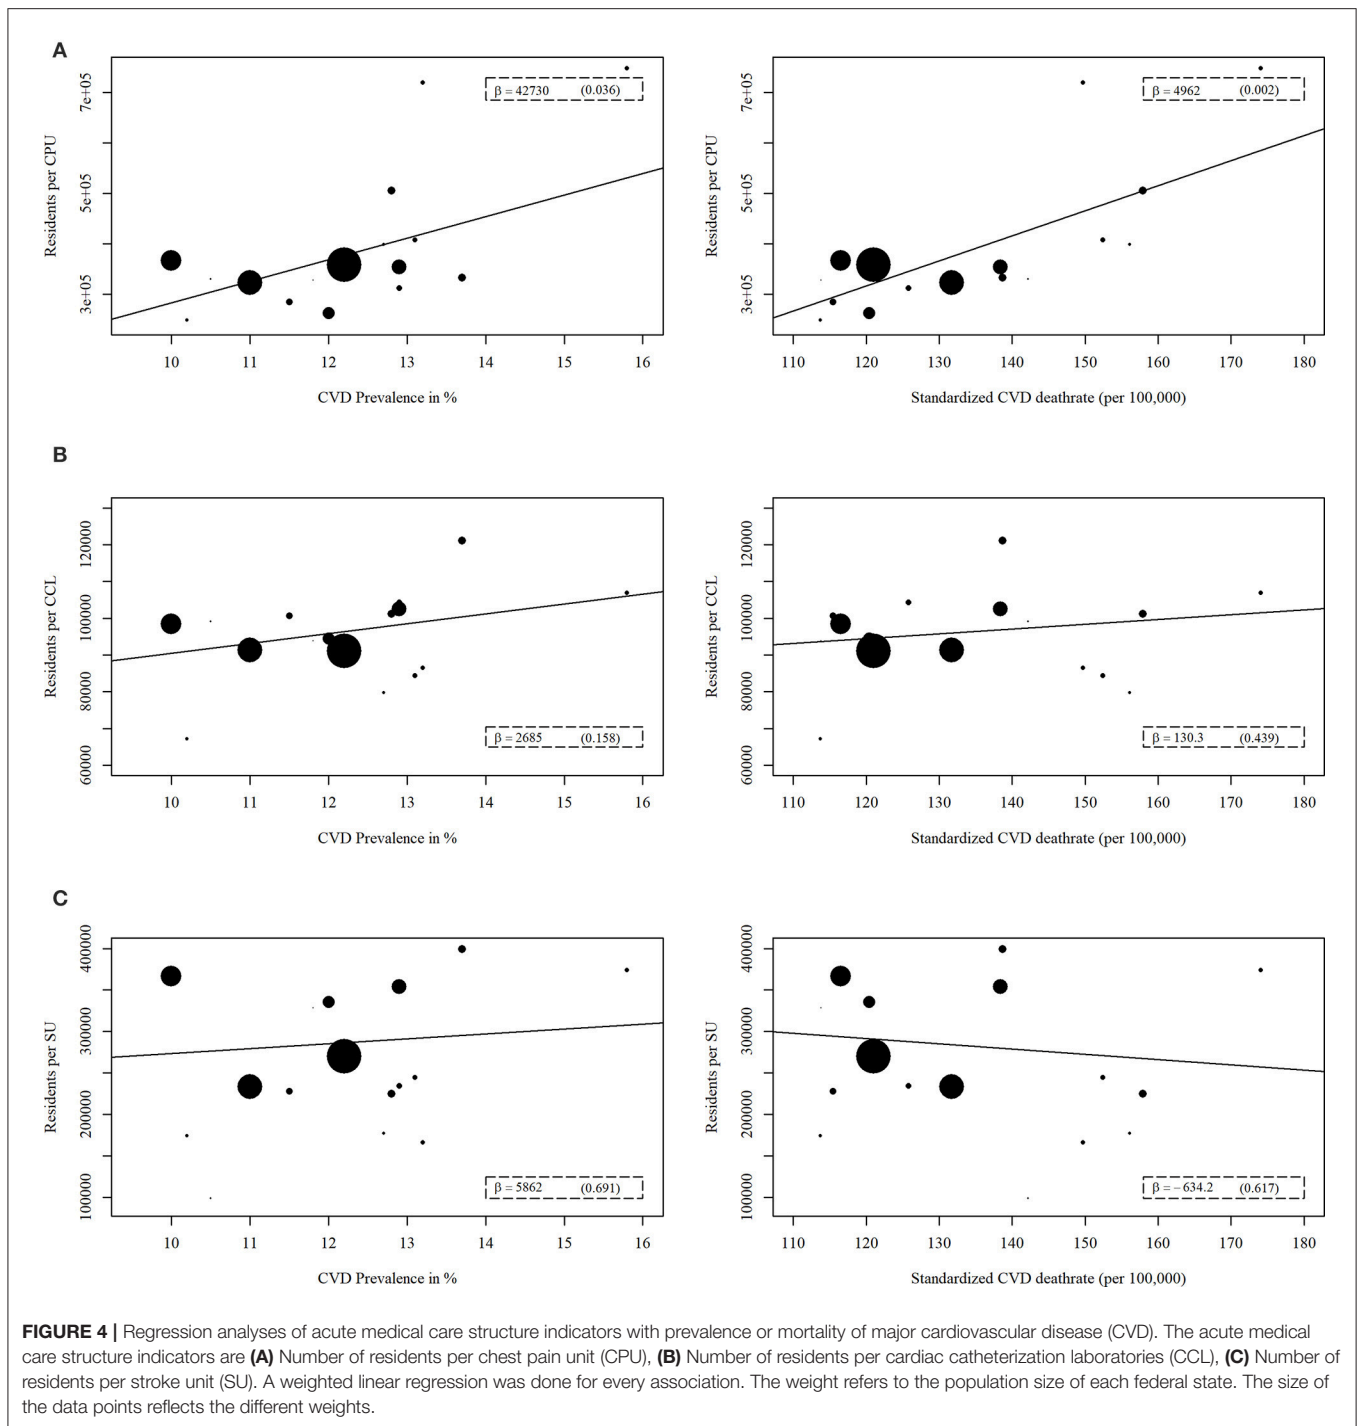 A
Residents per CPU
3e+05 5e+05 7e+05
β = 42730 (0.036)
10 11 12 13 14 15 16
CVD Prevalence in %
Residents per CPU
3e+05 5e+05 7e+05
β = 4962 (0.002)
110 120 130 140 150 160 170 180
Standardized CVD deathrate (per 100,000)
B
Residents per CCL
60000 80000 100000 120000
β = 2685 (0.158)
10 11 12 13 14 15 16
CVD Prevalence in %
Residents per CCL
60000 80000 100000 120000
β = 130.3 (0.439)
110 120 130 140 150 160 170 180
Standardized CVD deathrate (per 100,000)
C
Residents per SU
100000 200000 300000 400000
β = 5862 (0.691)
10 11 12 13 14 15 16
CVD Prevalence in %
Residents per SU
100000 200000 300000 400000
β = −634.2 (0.617)
110 120 130 140 150 160 170 180
Standardized CVD deathrate (per 100,000)
FIGURE 4 | Regression analyses of acute medical care structure indicators with prevalence or mortality of major cardiovascular disease (CVD). The acute medical
care structure indicators are (A) Number of residents per chest pain unit (CPU), (B) Number of residents per cardiac catheterization laboratories (CCL), (C) Number of
residents per stroke unit (SU). A weighted linear regression was done for every association. The weight refers to the population size of each federal state. The size of
the data points reflects the different weights.